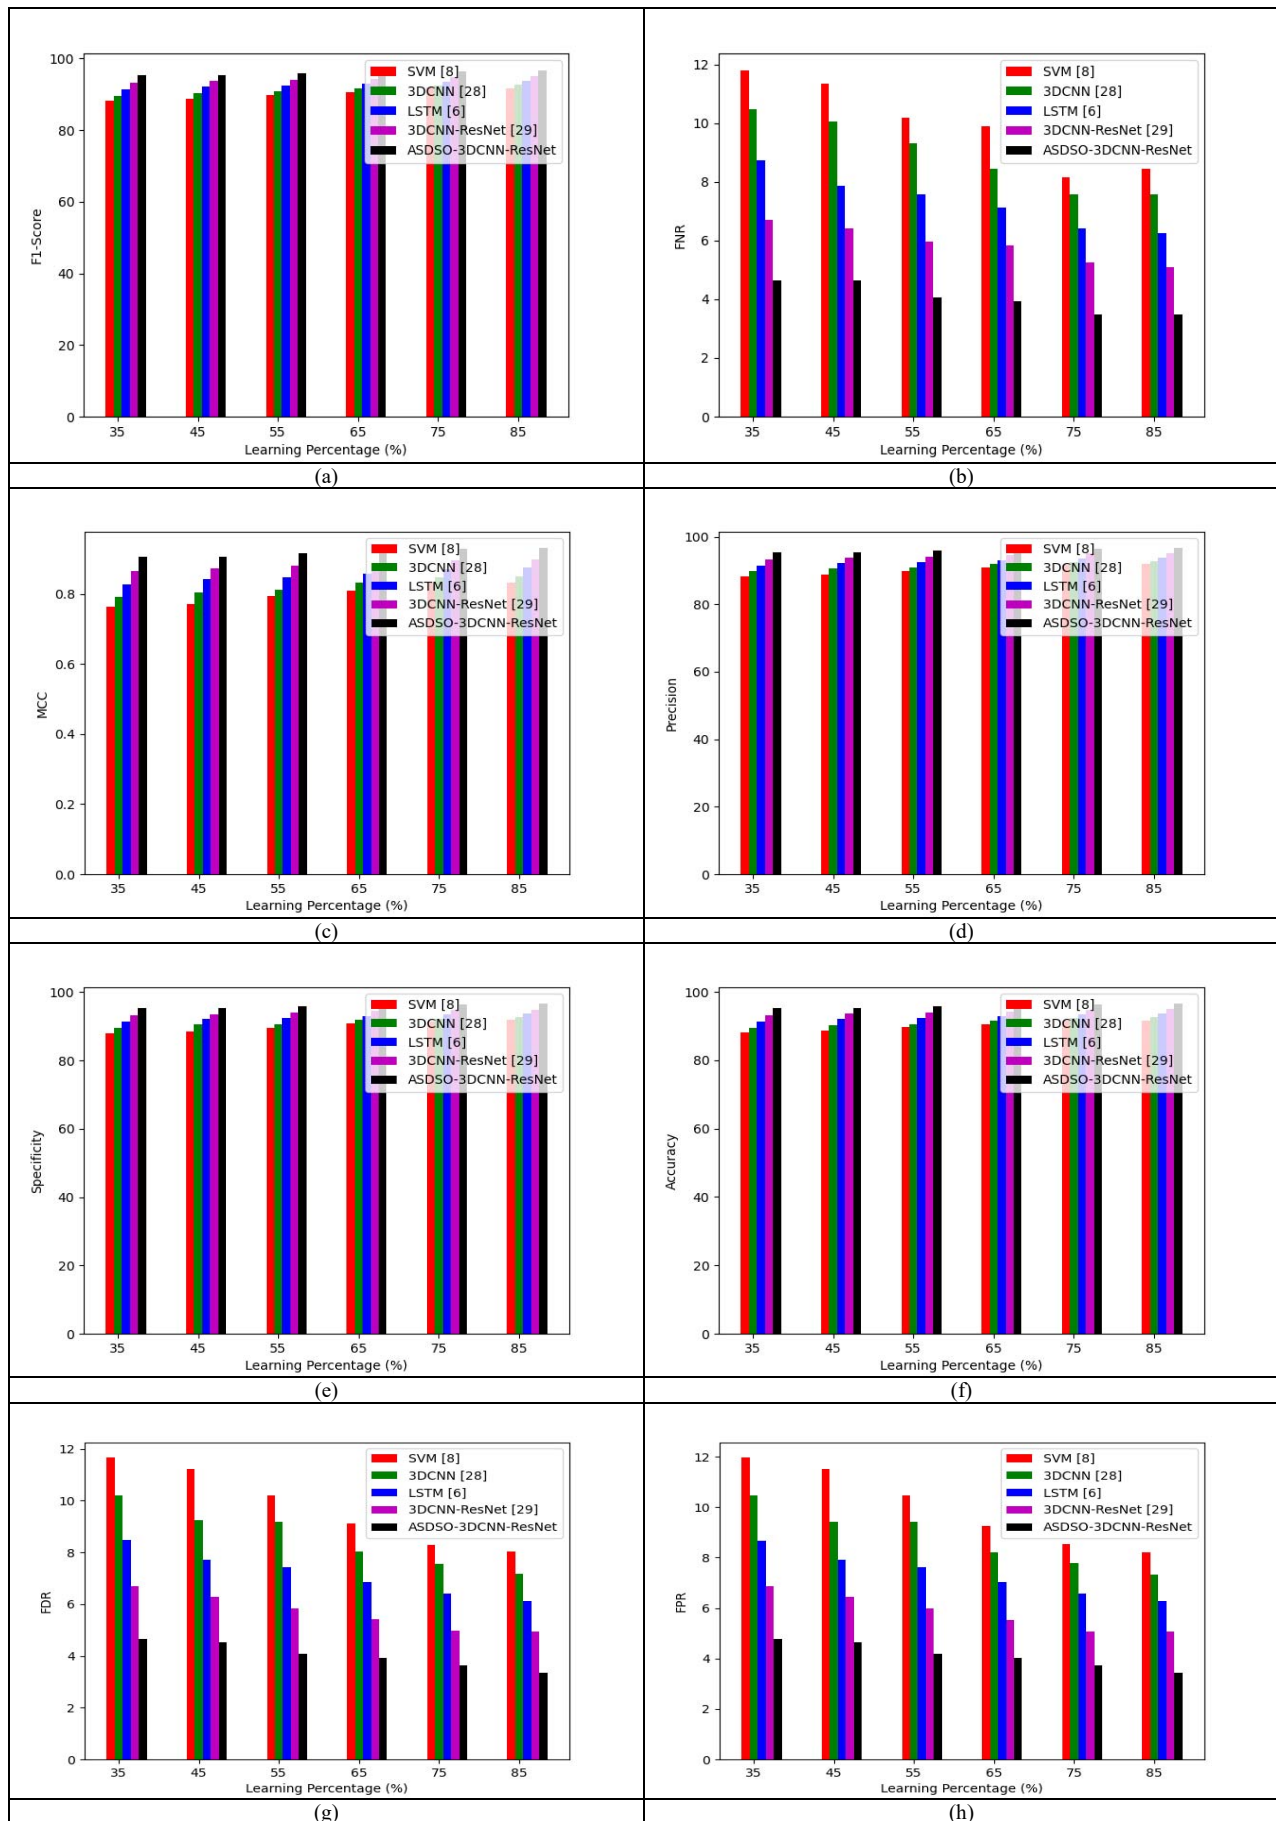 100
80
60
40
20
0
F1-Score
SVM [8]
3DCNN [28]
LSTM [6]
3DCNN-ResNet [29]
ASDSO-3DCNN-ResNet
35 45 55 65 75 85
Learning Percentage (%)
(a)
12
10
8
6
4
2
0
FNR
SVM [8]
3DCNN [28]
LSTM [6]
3DCNN-ResNet [29]
ASDSO-3DCNN-ResNet
35 45 55 65 75 85
Learning Percentage (%)
(b)
0.8
0.6
0.4
0.2
0.0
MCC
SVM [8]
3DCNN [28]
LSTM [6]
3DCNN-ResNet [29]
ASDSO-3DCNN-ResNet
35 45 55 65 75 85
Learning Percentage (%)
(c)
100
80
60
40
20
0
Precision
SVM [8]
3DCNN [28]
LSTM [6]
3DCNN-ResNet [29]
ASDSO-3DCNN-ResNet
35 45 55 65 75 85
Learning Percentage (%)
(d)
100
80
60
40
20
0
Specificity
SVM [8]
3DCNN [28]
LSTM [6]
3DCNN-ResNet [29]
ASDSO-3DCNN-ResNet
35 45 55 65 75 85
Learning Percentage (%)
(e)
100
80
60
40
20
0
Accuracy
SVM [8]
3DCNN [28]
LSTM [6]
3DCNN-ResNet [29]
ASDSO-3DCNN-ResNet
35 45 55 65 75 85
Learning Percentage (%)
(f)
12
10
8
6
4
2
0
FDR
SVM [8]
3DCNN [28]
LSTM [6]
3DCNN-ResNet [29]
ASDSO-3DCNN-ResNet
35 45 55 65 75 85
Learning Percentage (%)
(g)
12
10
8
6
4
2
0
FPR
SVM [8]
3DCNN [28]
LSTM [6]
3DCNN-ResNet [29]
ASDSO-3DCNN-ResNet
35 45 55 65 75 85
Learning Percentage (%)
(h)